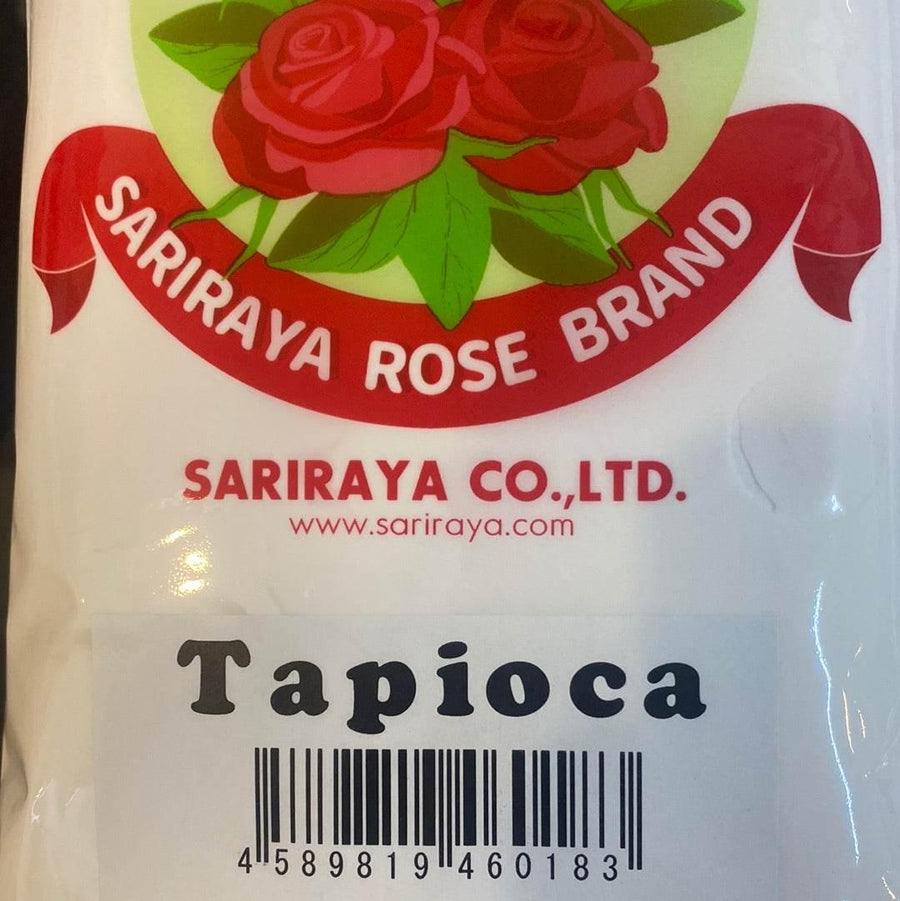 SARIRAYA ROSE BRAND
SARIRAYA CO.,LTD.
www.sariraya.com
Tapioca
4 589819 460183